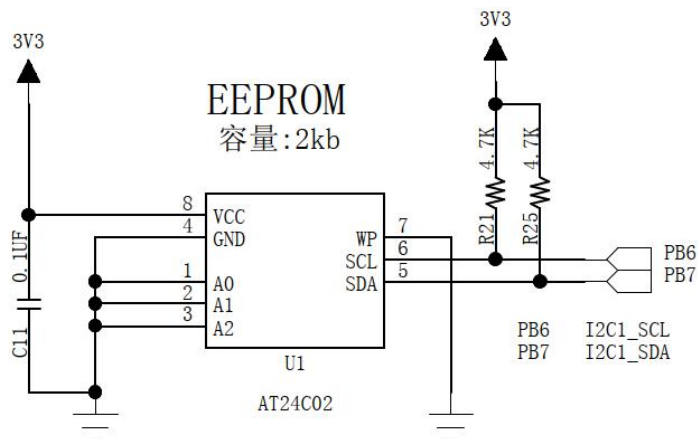 3V3
3V3
EEPROM
容量:2kb
4.7K
4.7K
8
VCC
4
GND
7
WP
6
SCL
5
SDA
1
A0
2
A1
3
A2
0.1UF
C11
R21
R25
PB6
PB7
PB6 I2C1_SCL
PB7 I2C1_SDA
U1
AT24C02